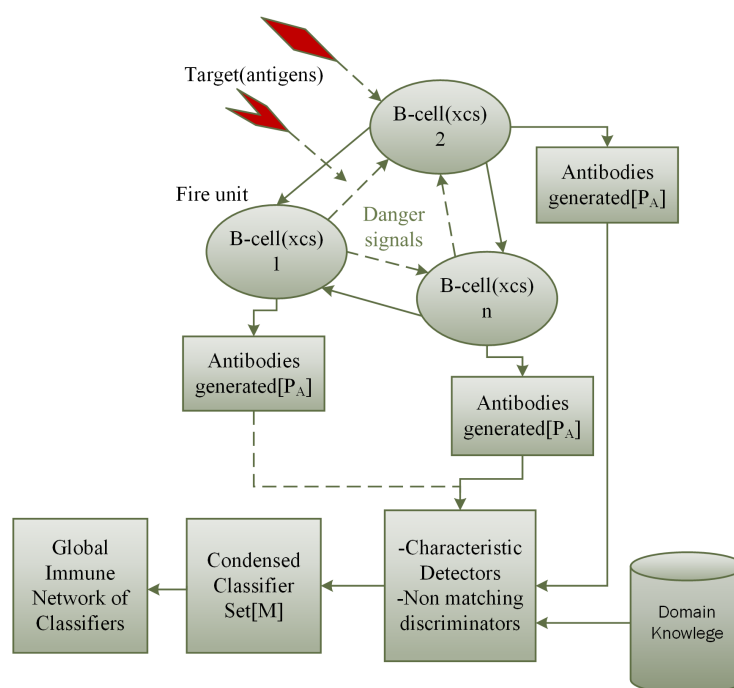 Target(antigens)
B-cell(xcs)
2
Antibodies
generated[PA]
Fire unit
Danger
signals
B-cell(xcs)
1
B-cell(xcs)
n
Antibodies
generated[PA]
Antibodies
generated[PA]
Global
Immune
Network of
Classifiers
Condensed
Classifier
Set[M]
-Characteristic
Detectors
-Non matching
discriminators
Domain
Knowlege